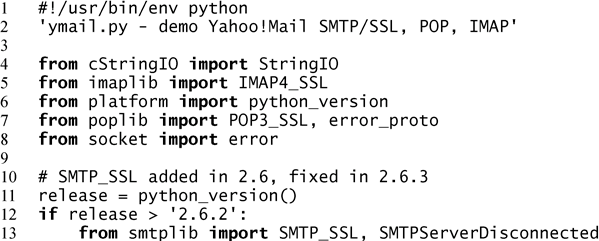 1 #!/usr/bin/env python
2 'ymail.py - demo Yahoo!Mail SMTP/SSL, POP, IMAP'
3
4 from cStringIO import StringIO
5 from imaplib import IMAP4_SSL
6 from platform import python_version
7 from poplib import POP3_SSL, error_proto
8 from socket import error
9
10 # SMTP_SSL added in 2.6, fixed in 2.6.3
11 release = python_version()
12 if release > '2.6.2':
13     from smtplib import SMTP_SSL, SMTPServerDisconnected